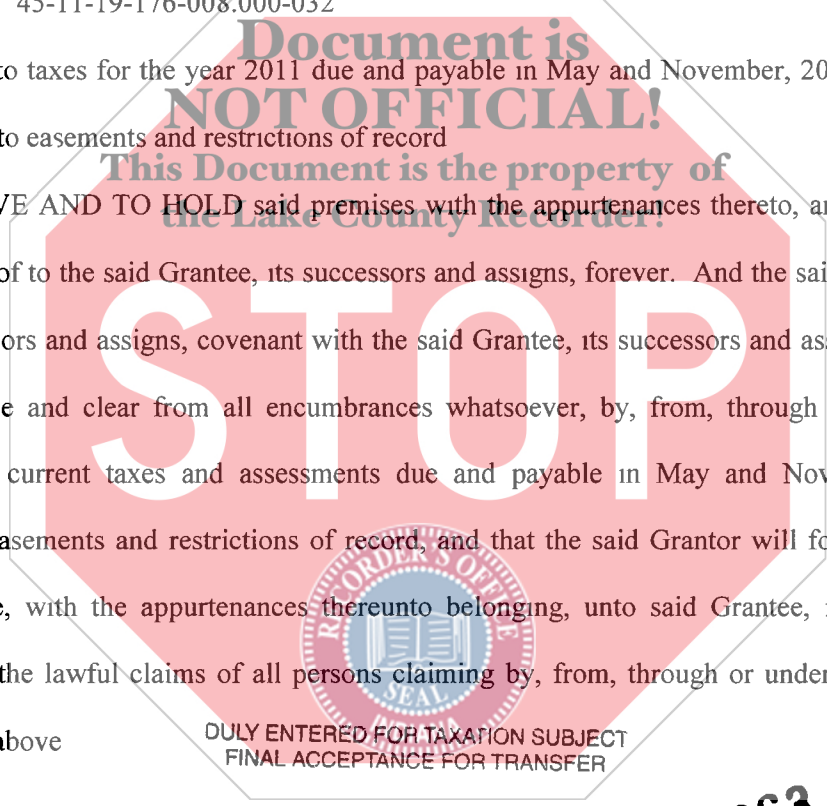 45-11-19-176-008.000-032
Document is
to taxes for the year 2011 due and payable in May and November, 20
NOT OFFICIAL!
to easements and restrictions of record
This Document is the property of
VE AND TO HOLD said premises with the appurtenances thereto, an
the Lake County Recorder!
of to the said Grantee, its successors and assigns, forever. And the sai
STOP
ors and assigns, covenant with the said Grantee, its successors and as
e and clear from all encumbrances whatsoever, by, from, through
current taxes and assessments due and payable in May and Nov
asements and restrictions of record, and that the said Grantor will fo
RECORDER'S OFFICE
e, with the appurtenances thereunto belonging, unto said Grantee,
the lawful claims of all persons claiming by, from, through or under
SEAL
INDIANA
above
DULY ENTERED FOR TAXATION SUBJECT
FINAL ACCEPTANCE FOR TRANSFER